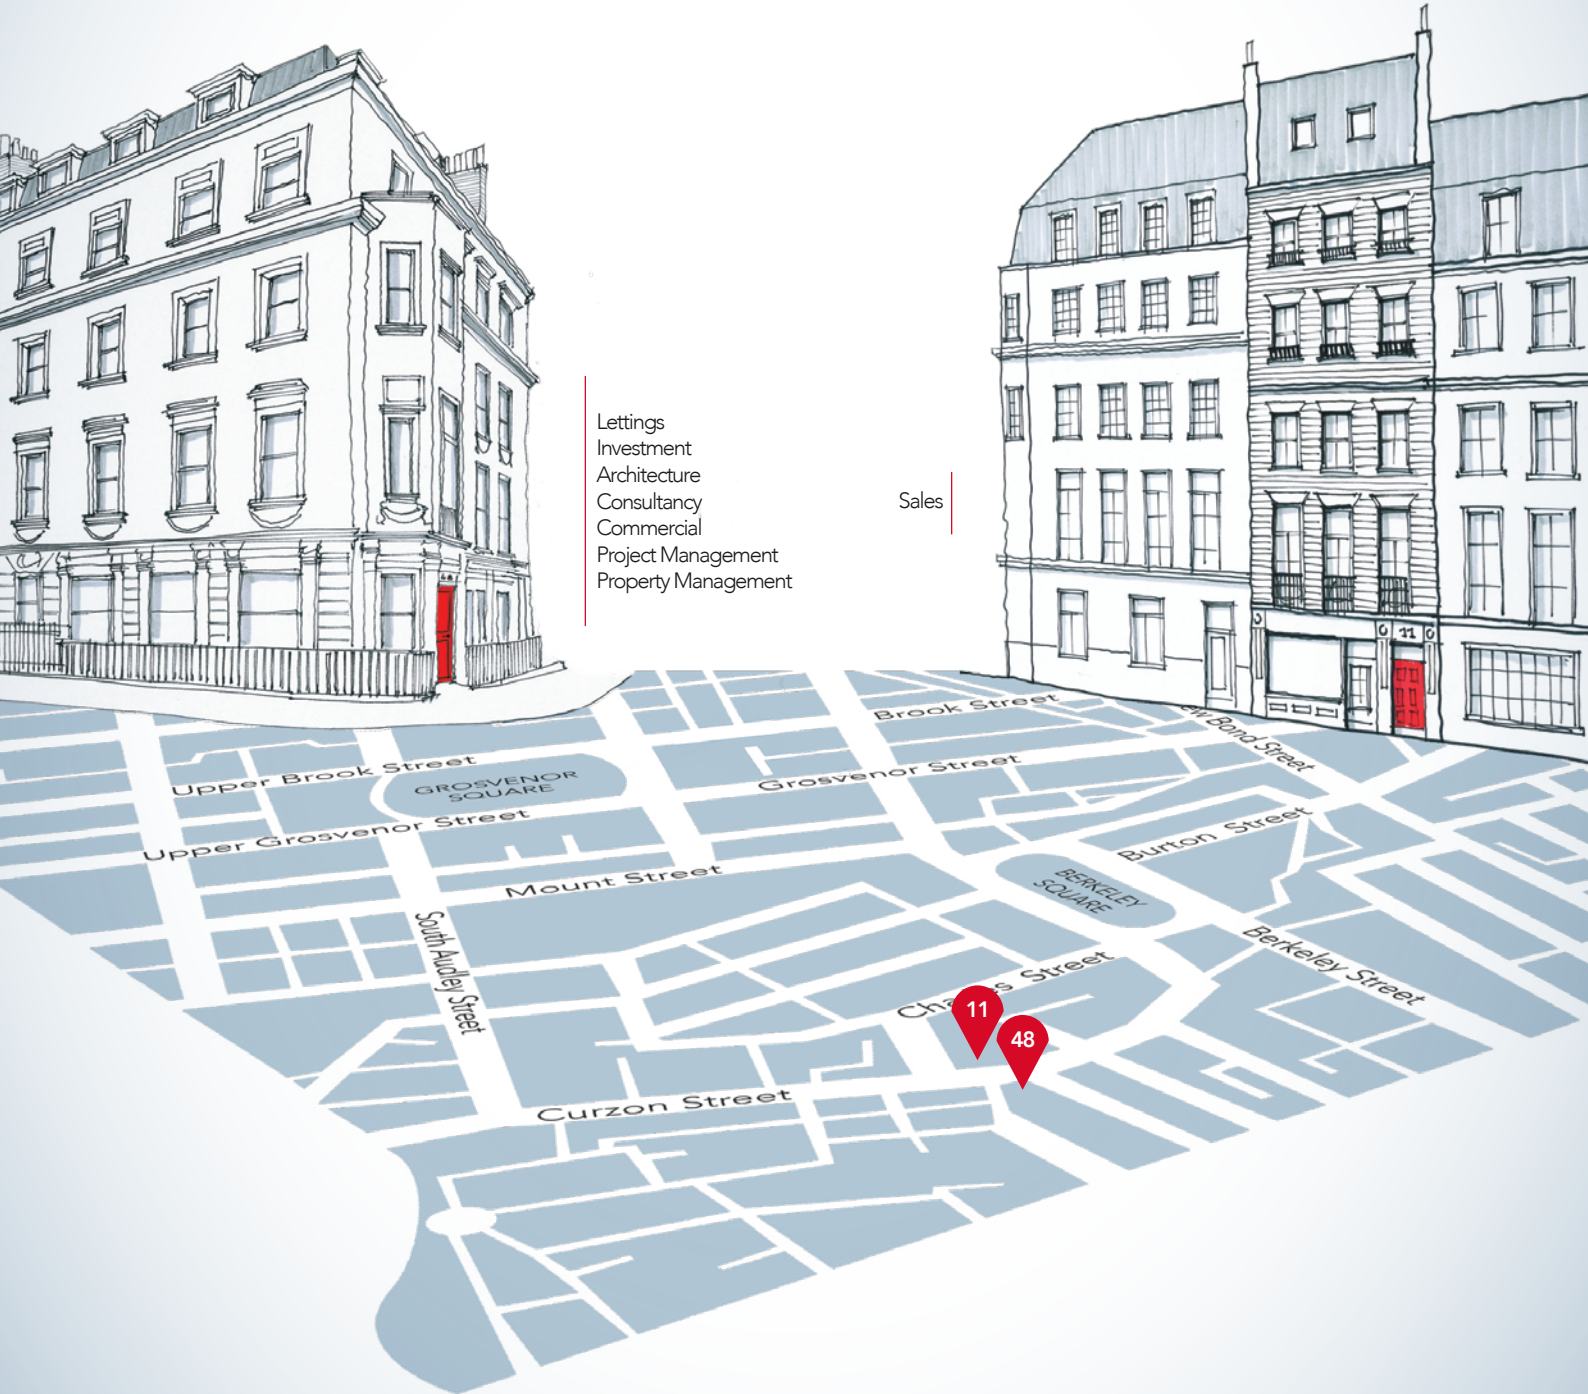 Lettings
Investment
Architecture
Consultancy
Commercial
Project Management
Property Management
Sales
11
Brook Street
Bond Street
Upper Brook Street
GROSVENOR
SQUARE
Grosvenor Street
Upper Grosvenor Street
Burton Street
Mount Street
BERKELEY
SQUARE
South Audley Street
Berkeley Street
Street
11
48
Curzon Street